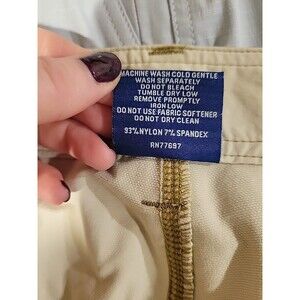 MACHINE WASH COLD GENTLE
WASH SEPARATELY
DO NOT BLEACH
TUMBLE DRY LOW
REMOVE PROMPTLY
IRON LOW
DO NOT USE FABRIC SOFTENER
DO NOT DRY CLEAN
93% NYLON 7% SPANDEX
RN77697